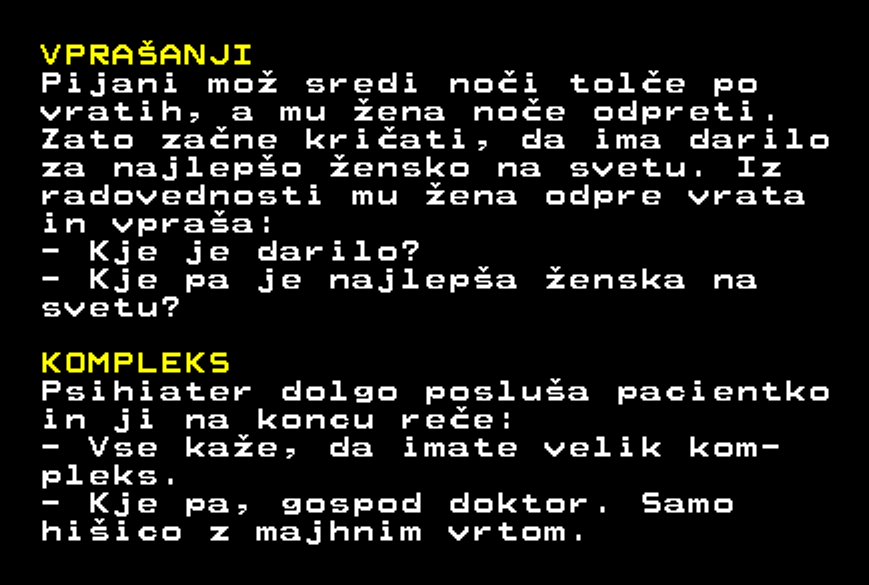 VPRAŠANJI
Pijani mož sredi noči tolče po
vratih, a mu žena noče odpreti.
Zato začne kričati, da ima darilo
za najlepšo žensko na svetu. Iz
radovednosti mu žena odpre vrata
in vpraša:
- Kje je darilo?
- Kje pa je najlepša ženska na
svetu?
KOMPLEKS
Psihiater dolgo posluša pacientko
in ji na koncu reče:
- Vse kaže, da imate velik kom-
pleks.
- Kje pa, gospod doktor. Samo
hišico z majhnim vrtom.